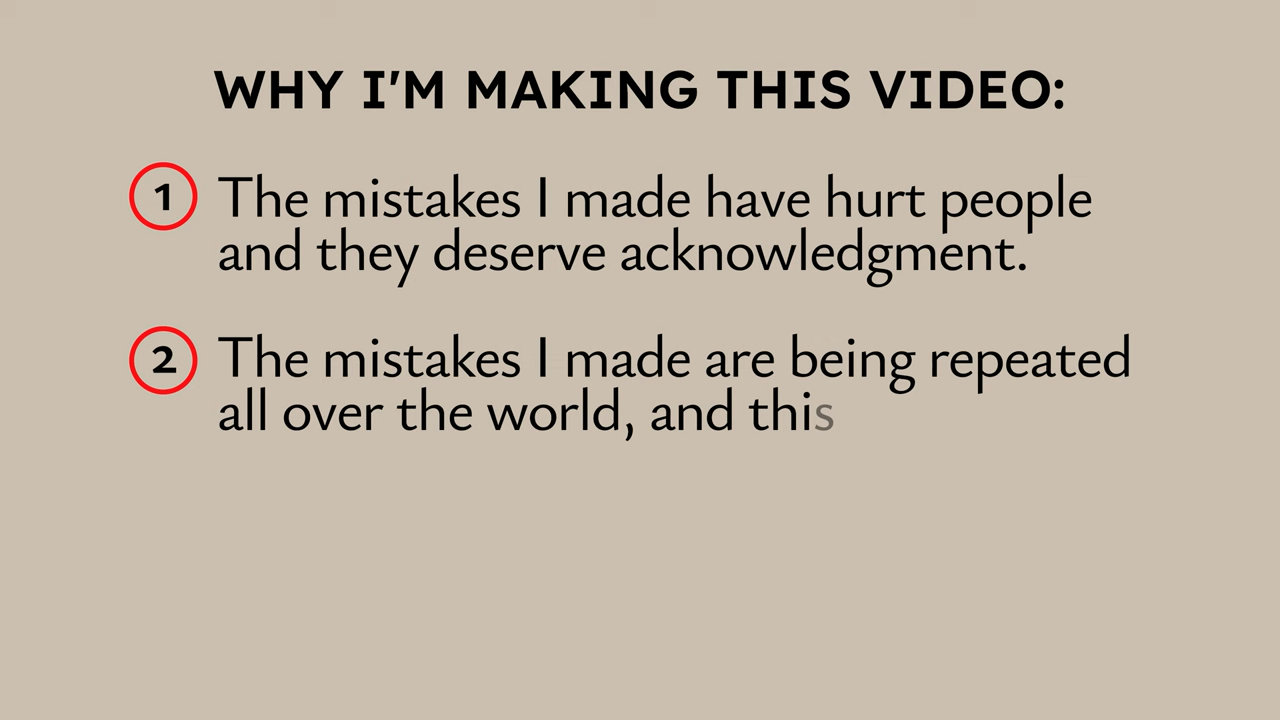 WHY I'M MAKING THIS VIDEO:
1 The mistakes I made have hurt people
and they deserve acknowledgment.
2 The mistakes I made are being repeated
all over the world, and this